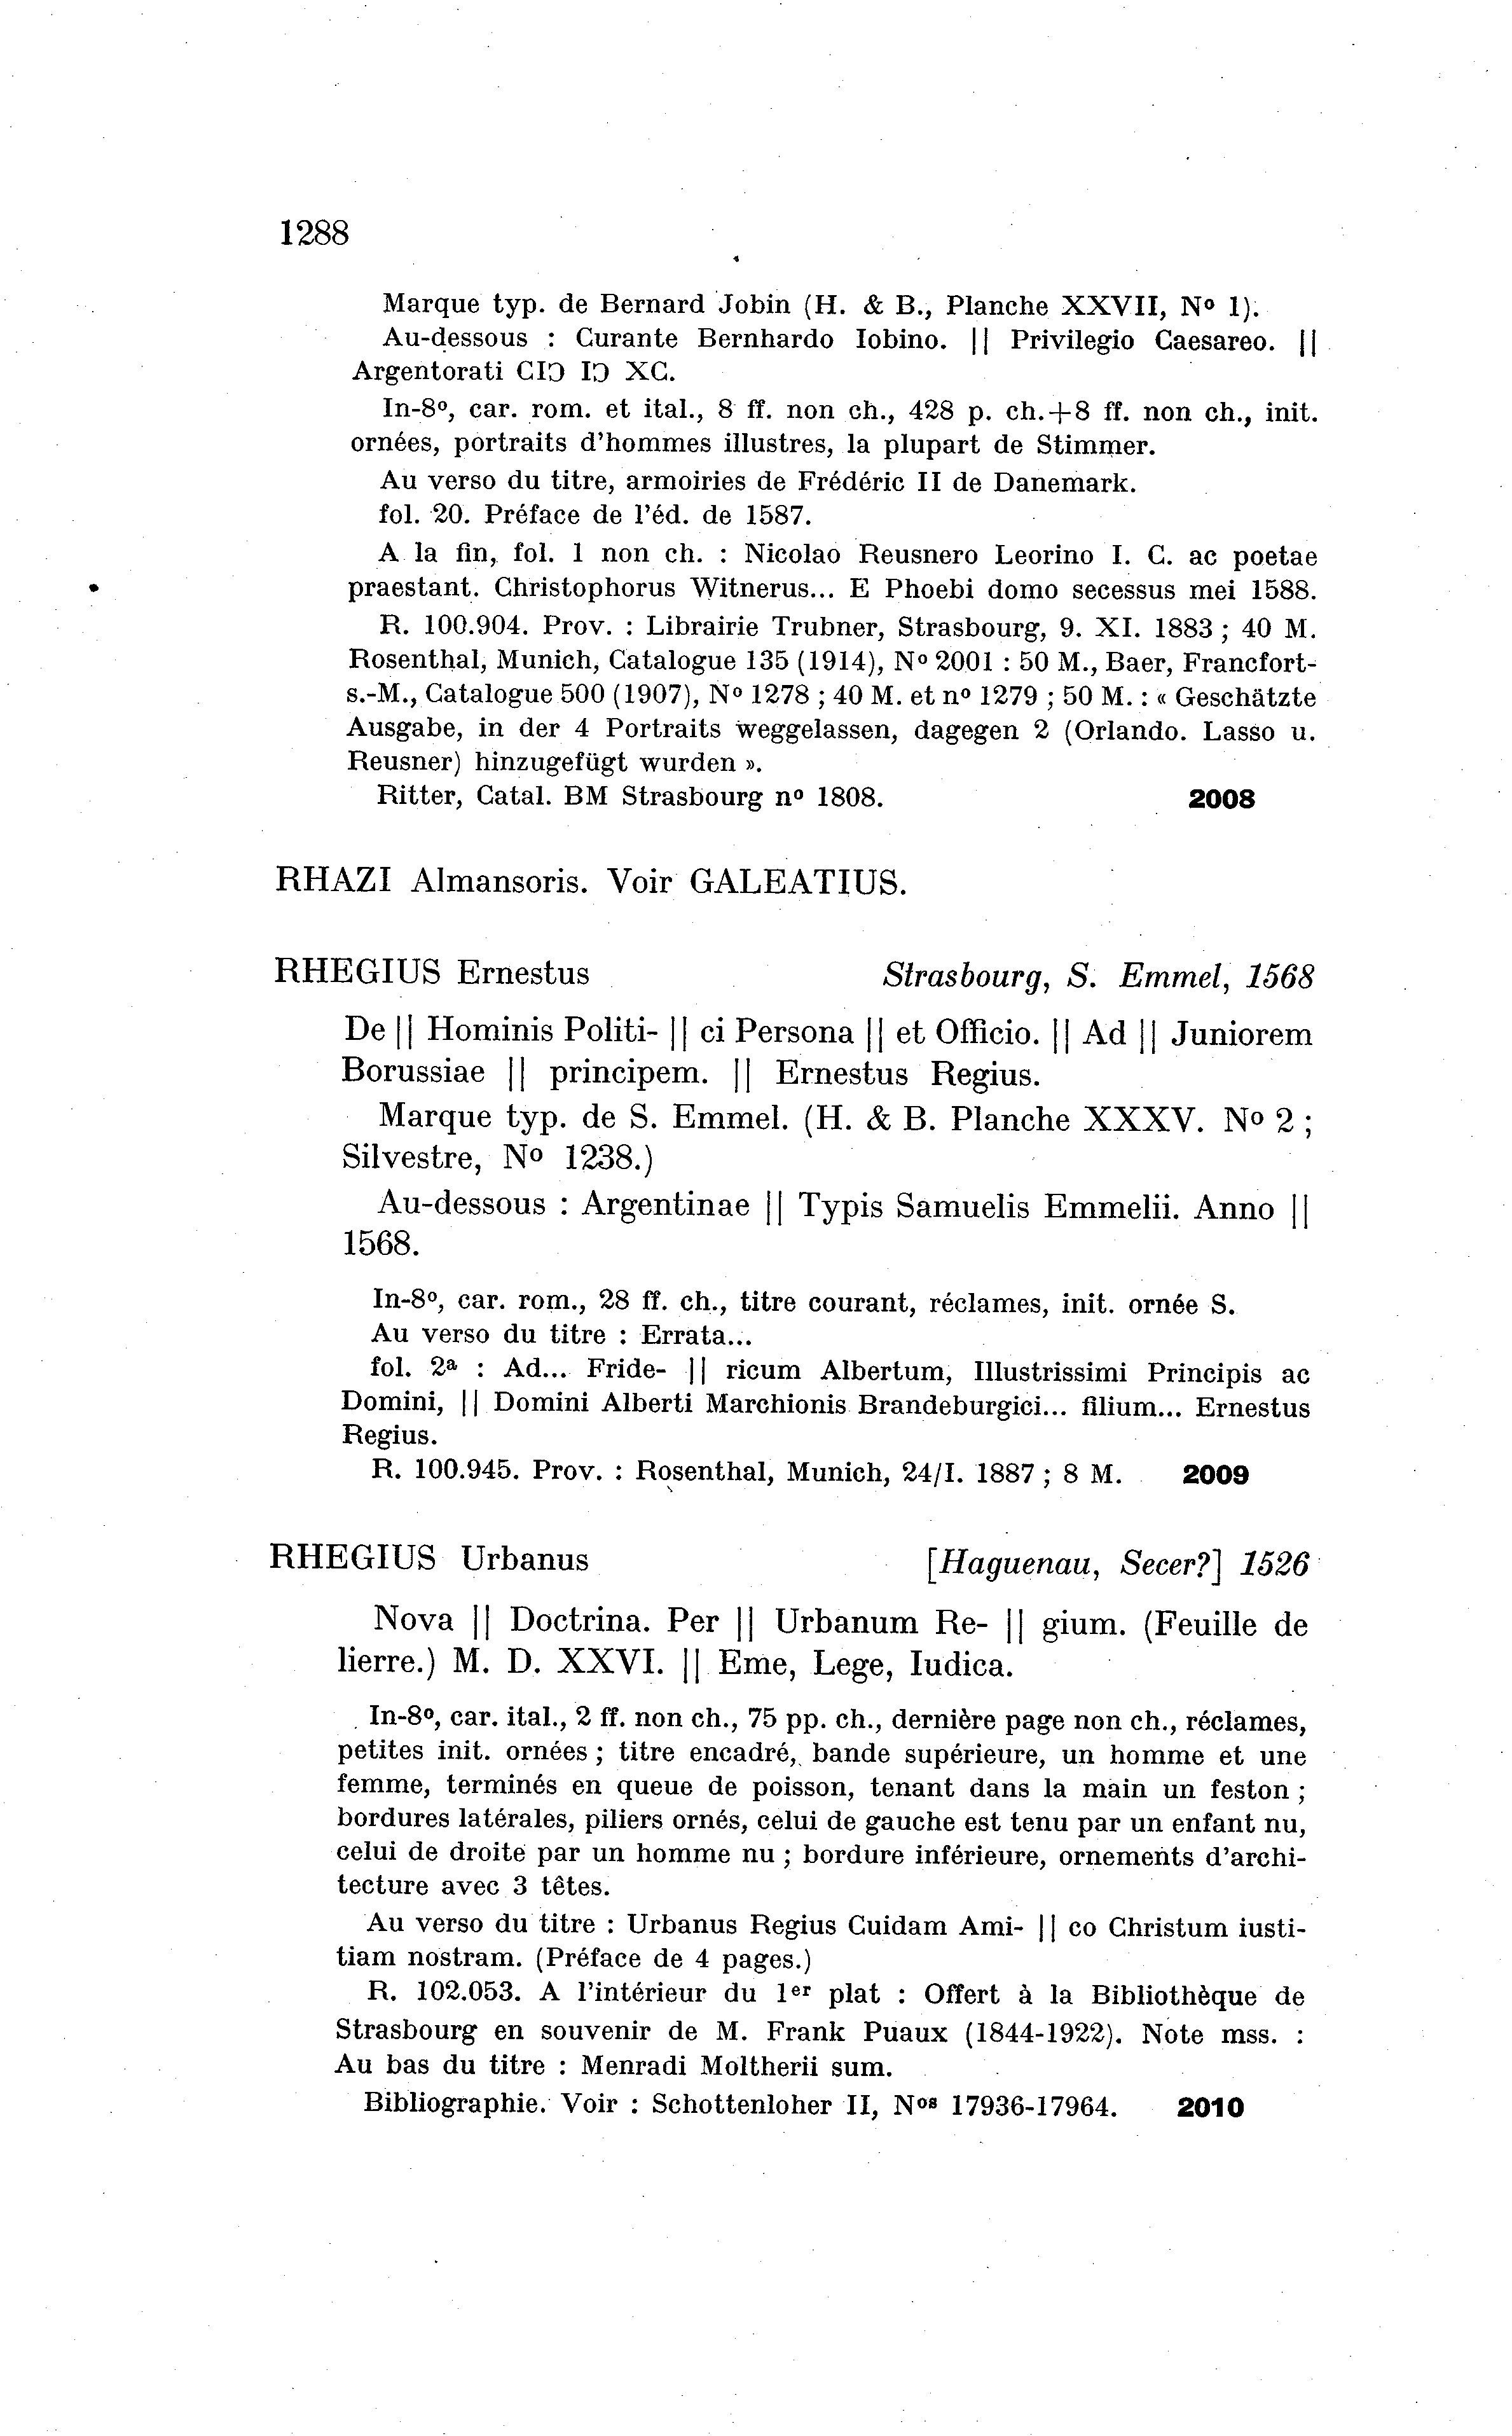 1288
Marque typ. de Bernard Jobin (H. & B., Planche XXVII, Nº 1).
Au-dessous : Curante Bernhardo Iobino. || Privilegio Caesareo. ||
Argentorati CIↃ IↃ XC.
In-8º, car. rom. et ital., 8 ff. non ch., 428 p. ch.+8 ff. non ch., init.
ornées, portraits d'hommes illustres, la plupart de Stimmer.
Au verso du titre, armoiries de Frédéric II de Danemark.
fol. 20. Préface de l'éd. de 1587.
A la fin, fol. 1 non ch. : Nicolao Reusnero Leorino I. C. ac poetae
praestant. Christophorus Witnerus... E Phoebi domo secessus mei 1588.
R. 100.904. Prov. : Librairie Trubner, Strasbourg, 9. XI. 1883 ; 40 M.
Rosenthal, Munich, Catalogue 135 (1914), Nº 2001 : 50 M., Baer, Francfort-
s.-M., Catalogue 500 (1907), Nº 1278 ; 40 M. et nº 1279 ; 50 M. : « Geschätzte
Ausgabe, in der 4 Portraits weggelassen, dagegen 2 (Orlando. Lasso u.
Reusner) hinzugefügt wurden ».
Ritter, Catal. BM Strasbourg nº 1808. 2008
RHAZI Almansoris. Voir GALEATIUS.
RHEGIUS Ernestus Strasbourg, S. Emmel, 1568
De || Hominis Politi- || ci Persona || et Officio. || Ad || Juniorem
Borussiae || principem. || Ernestus Regius.
Marque typ. de S. Emmel. (H. & B. Planche XXXV. Nº 2 ;
Silvestre, Nº 1238.)
Au-dessous : Argentinae || Typis Samuelis Emmelii. Anno ||
1568.
In-8º, car. rom., 28 ff. ch., titre courant, réclames, init. ornée S.
Au verso du titre : Errata...
fol. 2ª : Ad... Fride- || ricum Albertum, Illustrissimi Principis ac
Domini, || Domini Alberti Marchionis Brandeburgici... filium... Ernestus
Regius.
R. 100.945. Prov. : Rosenthal, Munich, 24/I. 1887 ; 8 M. 2009
RHEGIUS Urbanus [Haguenau, Secer?] 1526
Nova || Doctrina. Per || Urbanum Re- || gium. (Feuille de
lierre.) M. D. XXVI. || Eme, Lege, Iudica.
In-8º, car. ital., 2 ff. non ch., 75 pp. ch., dernière page non ch., réclames,
petites init. ornées ; titre encadré, bande supérieure, un homme et une
femme, terminés en queue de poisson, tenant dans la main un feston ;
bordures latérales, piliers ornés, celui de gauche est tenu par un enfant nu,
celui de droite par un homme nu ; bordure inférieure, ornements d'archi-
tecture avec 3 têtes.
Au verso du titre : Urbanus Regius Cuidam Ami- || co Christum iusti-
tiam nostram. (Préface de 4 pages.)
R. 102.053. A l'intérieur du 1er plat : Offert à la Bibliothèque de
Strasbourg en souvenir de M. Frank Puaux (1844-1922). Note mss. :
Au bas du titre : Menradi Moltherii sum.
Bibliographie. Voir : Schottenloher II, Nos 17936-17964. 2010